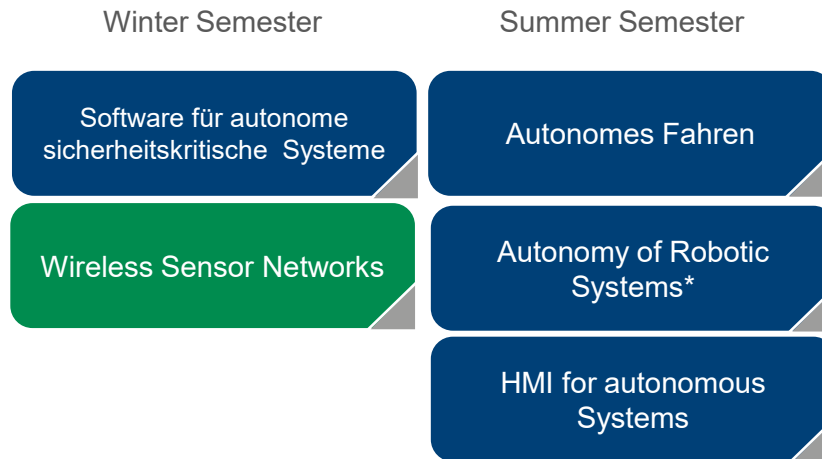 Winter Semester
Summer Semester
Software für autonome
sicherheitskritische Systeme
Autonomes Fahren
Wireless Sensor Networks
Autonomy of Robotic
Systems*
HMI for autonomous
Systems